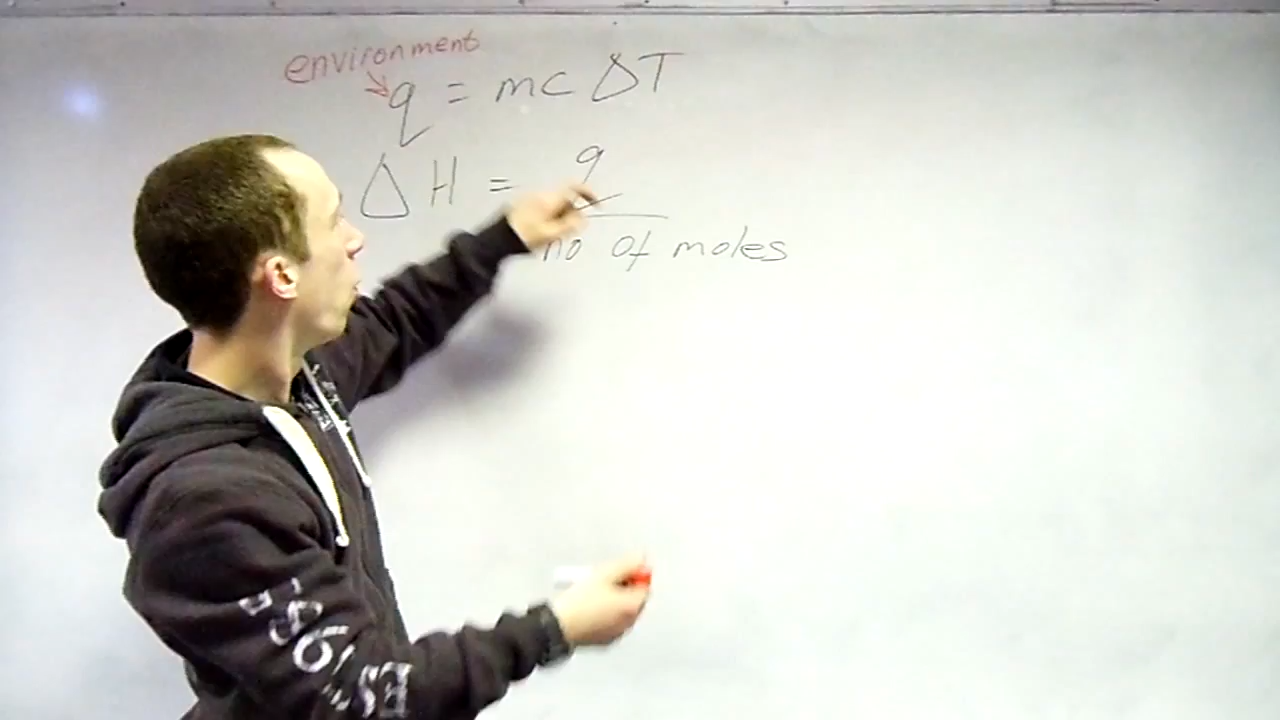 environment
q = mc ΔT
ΔH = q
no of moles